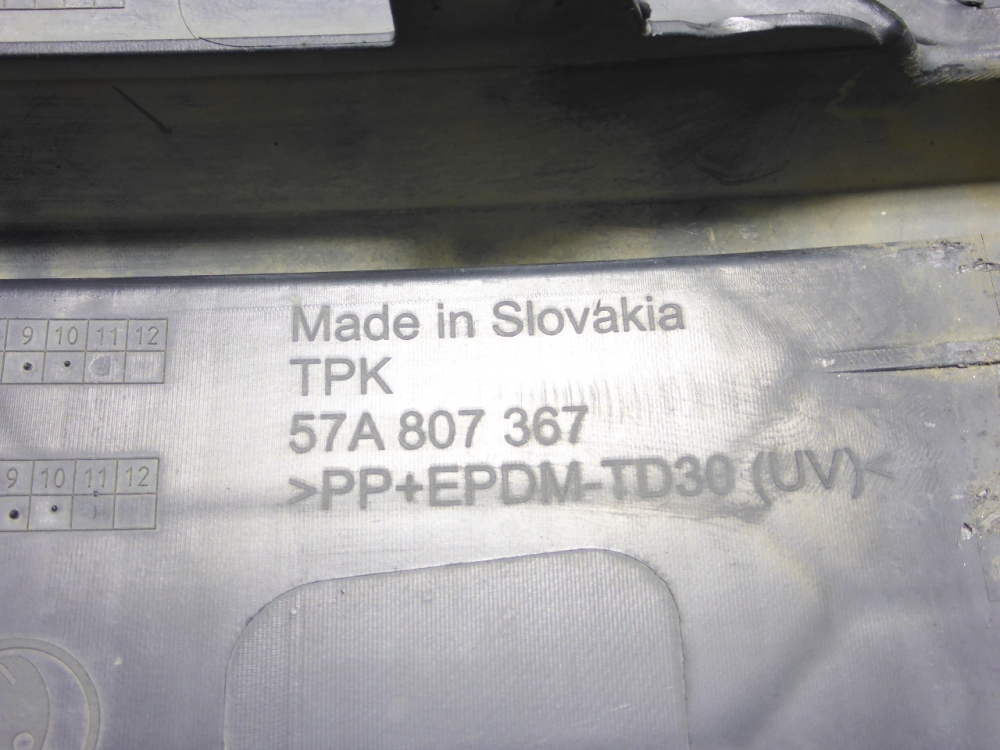 Made in Slovakia
TPK
57A 807 367
>PP+EPDM-TD30 (UV)<
9 10 11 12
9 10 11 12